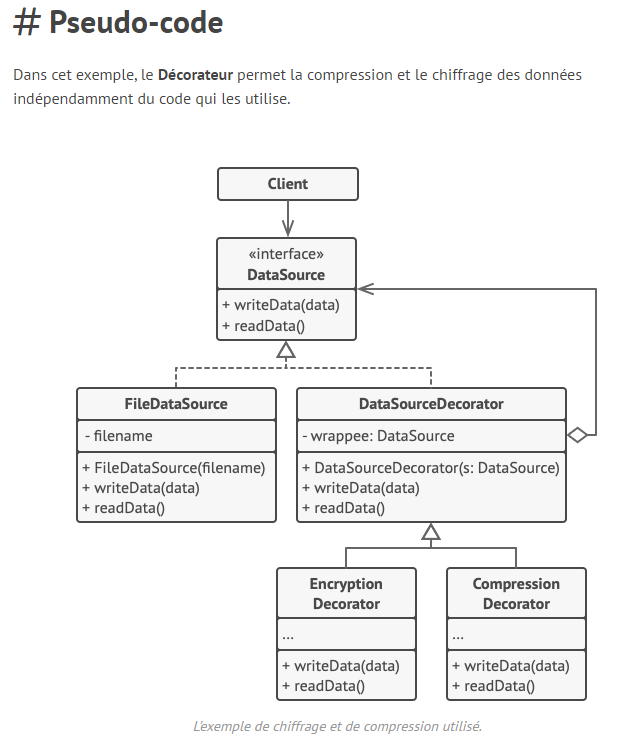 # Pseudo-code
Dans cet exemple, le Décorateur permet la compression et le chiffrage des données
indépendamment du code qui les utilise.
Client
«interface»
DataSource
+ writeData(data)
+ readData()
FileDataSource
- filename
+ FileDataSource(filename)
+ writeData(data)
+ readData()
DataSourceDecorator
- wrappee: DataSource
+ DataSourceDecorator(s: DataSource)
+ writeData(data)
+ readData()
Encryption
Decorator
...
+ writeData(data)
+ readData()
Compression
Decorator
...
+ writeData(data)
+ readData()
L'exemple de chiffrage et de compression utilisé.